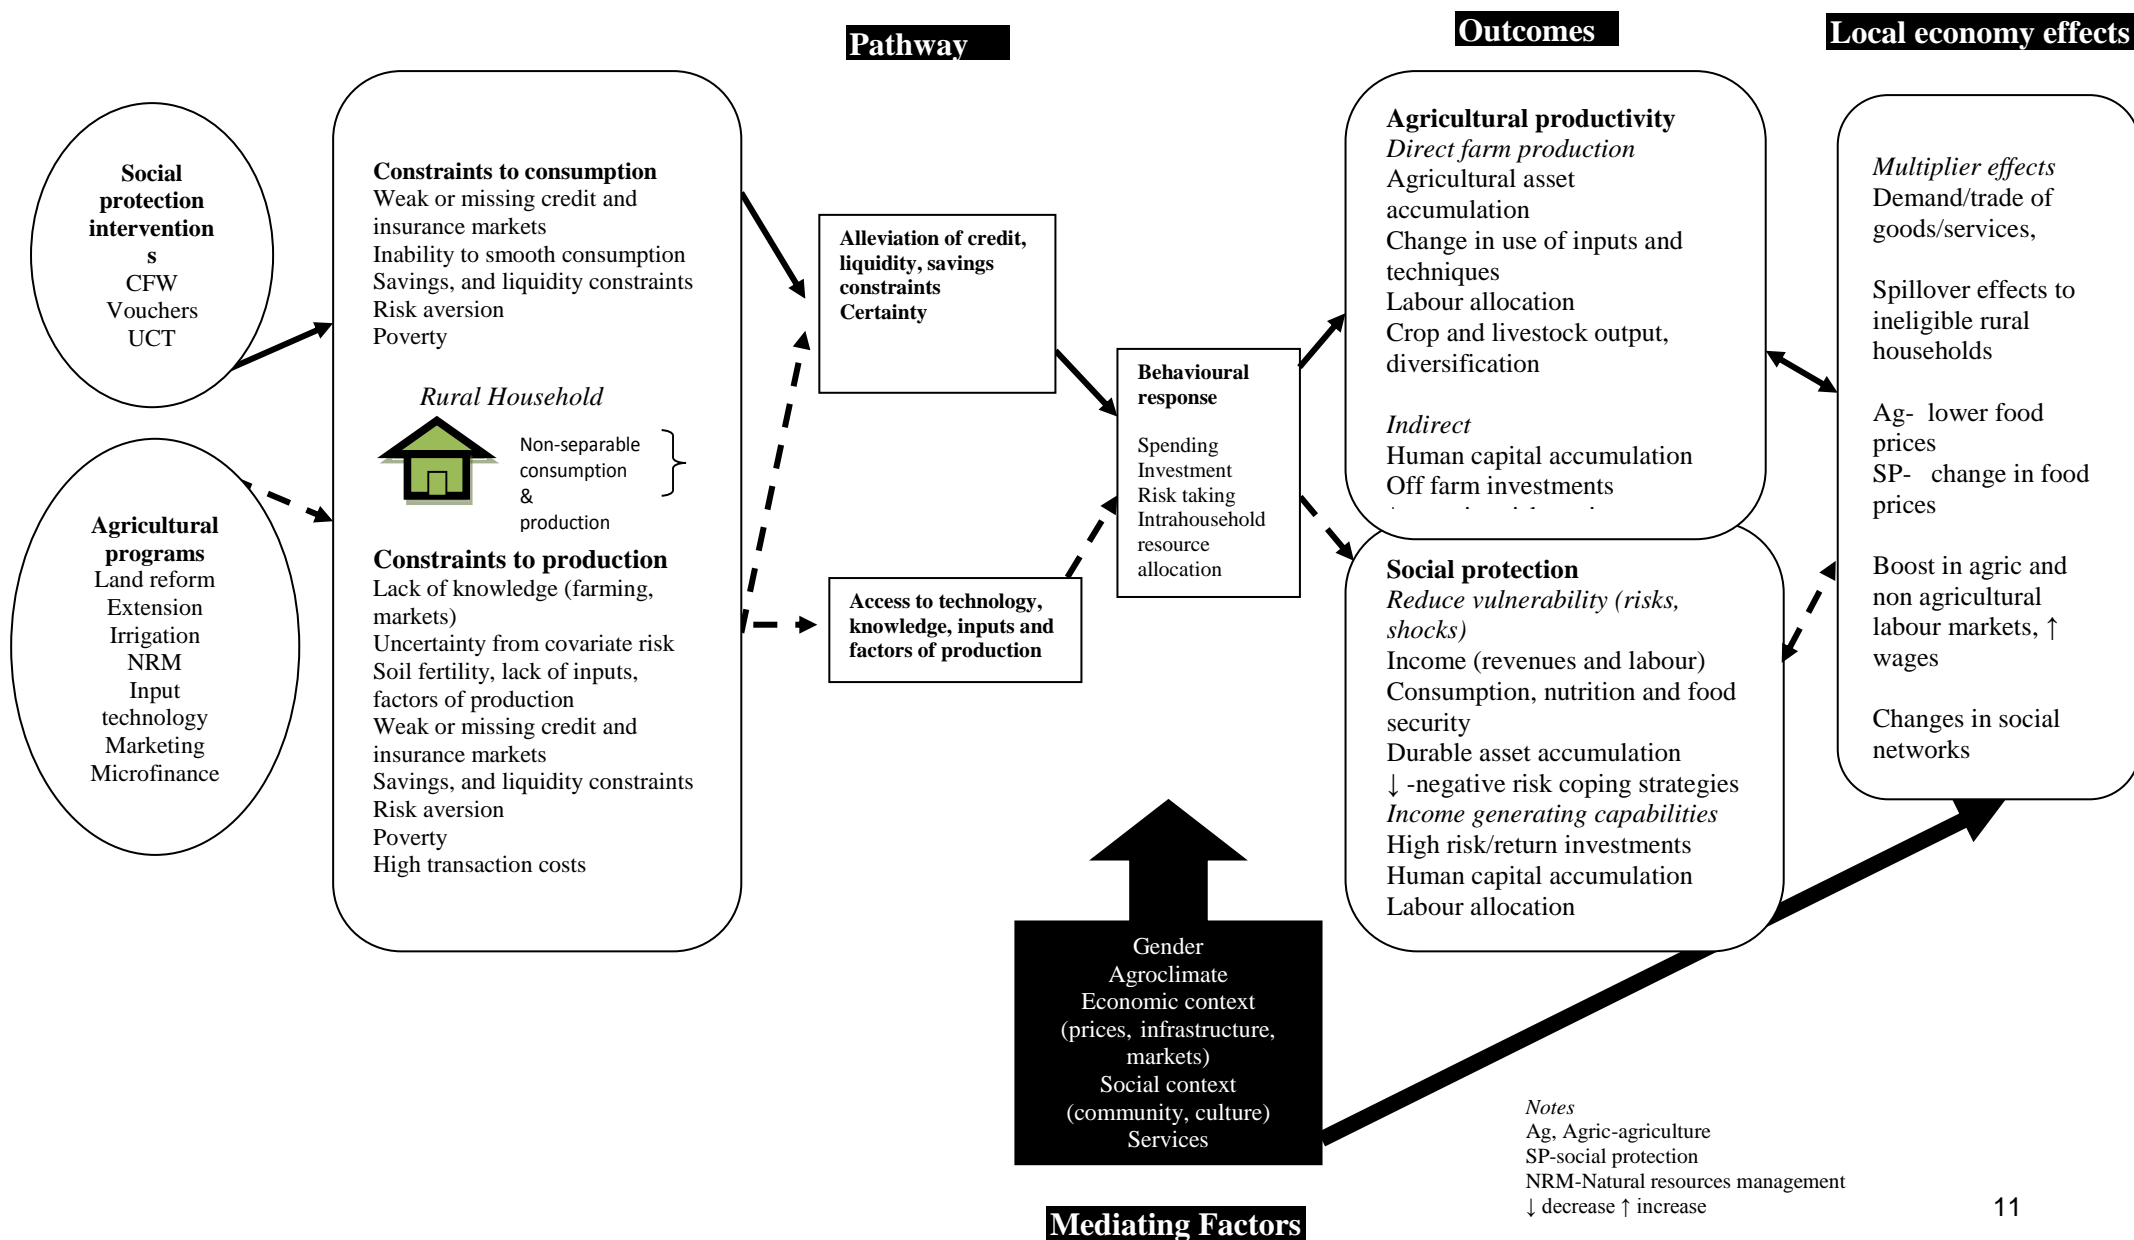 Pathway
Outcomes
Local economy effects
Social
protection
intervention
s
CFW
Vouchers
UCT
Agricultural
programs
Land reform
Extension
Irrigation
NRM
Input
technology
Marketing
Microfinance
Constraints to consumption
Weak or missing credit and
insurance markets
Inability to smooth consumption
Savings, and liquidity constraints
Risk aversion
Poverty
Rural Household
Non-separable
consumption
&
production
Constraints to production
Lack of knowledge (farming,
markets)
Uncertainty from covariate risk
Soil fertility, lack of inputs,
factors of production
Weak or missing credit and
insurance markets
Savings, and liquidity constraints
Risk aversion
Poverty
High transaction costs
Alleviation of credit,
liquidity, savings
constraints
Certainty
Access to technology,
knowledge, inputs and
factors of production
Behavioural
response
Spending
Investment
Risk taking
Intrahousehold
resource
allocation
Agricultural productivity
Direct farm production
Agricultural asset
accumulation
Change in use of inputs and
techniques
Labour allocation
Crop and livestock output,
diversification
Indirect
Human capital accumulation
Off farm investments
Social protection
Reduce vulnerability (risks,
shocks)
Income (revenues and labour)
Consumption, nutrition and food
security
Durable asset accumulation
↓ -negative risk coping strategies
Income generating capabilities
High risk/return investments
Human capital accumulation
Labour allocation
Multiplier effects
Demand/trade of
goods/services,
Spillover effects to
ineligible rural
households
Ag- lower food
prices
SP- change in food
prices
Boost in agric and
non agricultural
labour markets, ↑
wages
Changes in social
networks
Gender
Agroclimate
Economic context
(prices, infrastructure,
markets)
Social context
(community, culture)
Services
Mediating Factors
Notes
Ag, Agric-agriculture
SP-social protection
NRM-Natural resources management
↓ decrease ↑ increase
11